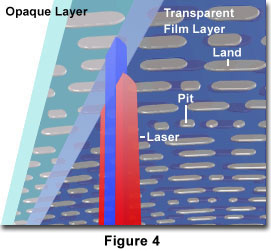 Opaque Layer
Transparent
Film Layer
Land
Pit
Laser
Figure 4